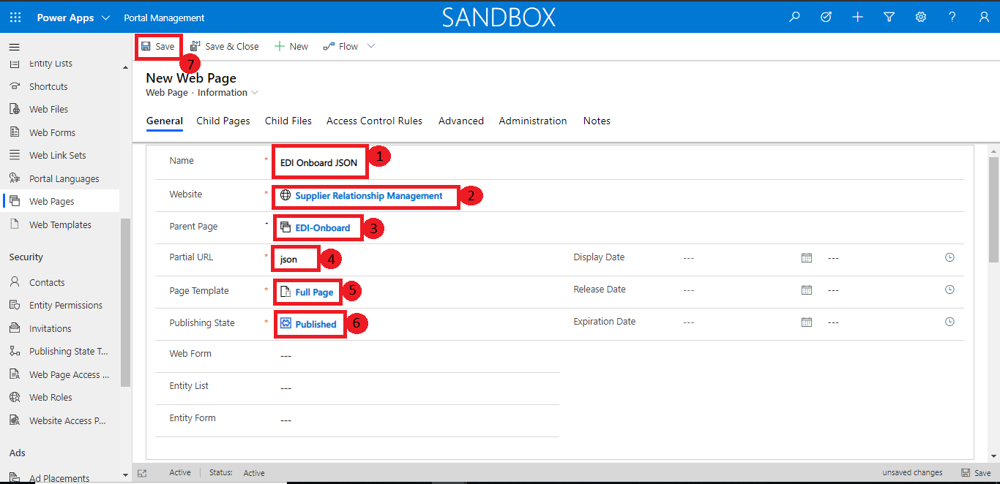 Power Apps Portal Management SANDBOX ?
Save Save & Close New Flow
7
New Web Page
Web Page · Information
General Child Pages Child Files Access Control Rules Advanced Administration Notes
Entity Lists
Shortcuts
Web Files
Web Forms
Web Link Sets
Portal Languages
Web Pages
Web Templates
Security
Contacts
Entity Permissions
Invitations
Publishing State T...
Web Page Access ...
Web Roles
Website Access P...
Ads
Ad Placements
Name * EDI Onboard JSON 1
Website * Supplier Relationship Management 2
Parent Page EDI-Onboard 3
Partial URL * json 4 Display Date --- ---
Page Template * Full Page 5 Release Date --- ---
Publishing State * Published 6 Expiration Date --- ---
Web Form ---
Entity List ---
Entity Form ---
Active Status: Active unsaved changes Save